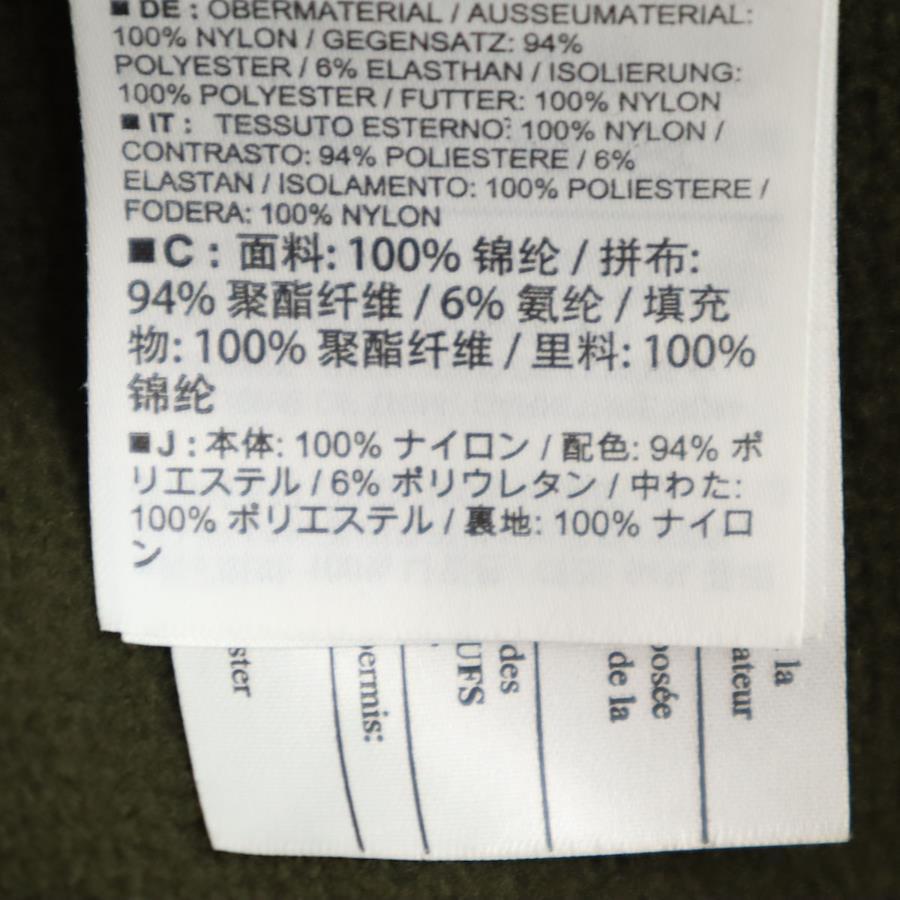 ■ DE : OBERMATERIAL / AUSSEUMATERIAL:
100% NYLON / GEGENSATZ: 94%
POLYESTER / 6% ELASTHAN / ISOLIERUNG:
100% POLYESTER / FUTTER: 100% NYLON
■ IT : TESSUTO ESTERNO: 100% NYLON /
CONTRASTO: 94% POLIESTERE / 6%
ELASTAN / ISOLAMENTO: 100% POLIESTERE /
FODERA: 100% NYLON
■ C : 面料: 100% 锦纶 / 拼布:
94% 聚酯纤维 / 6% 氨纶 / 填充
物: 100% 聚酯纤维 / 里料: 100%
锦纶
■ J : 本体: 100% ナイロン / 配色: 94% ポ
リエステル / 6% ポリウレタン / 中わた:
100% ポリエステル / 裏地: 100% ナイロ
ン
la
ateur
posée
de la
des
UFS
permis:
ster